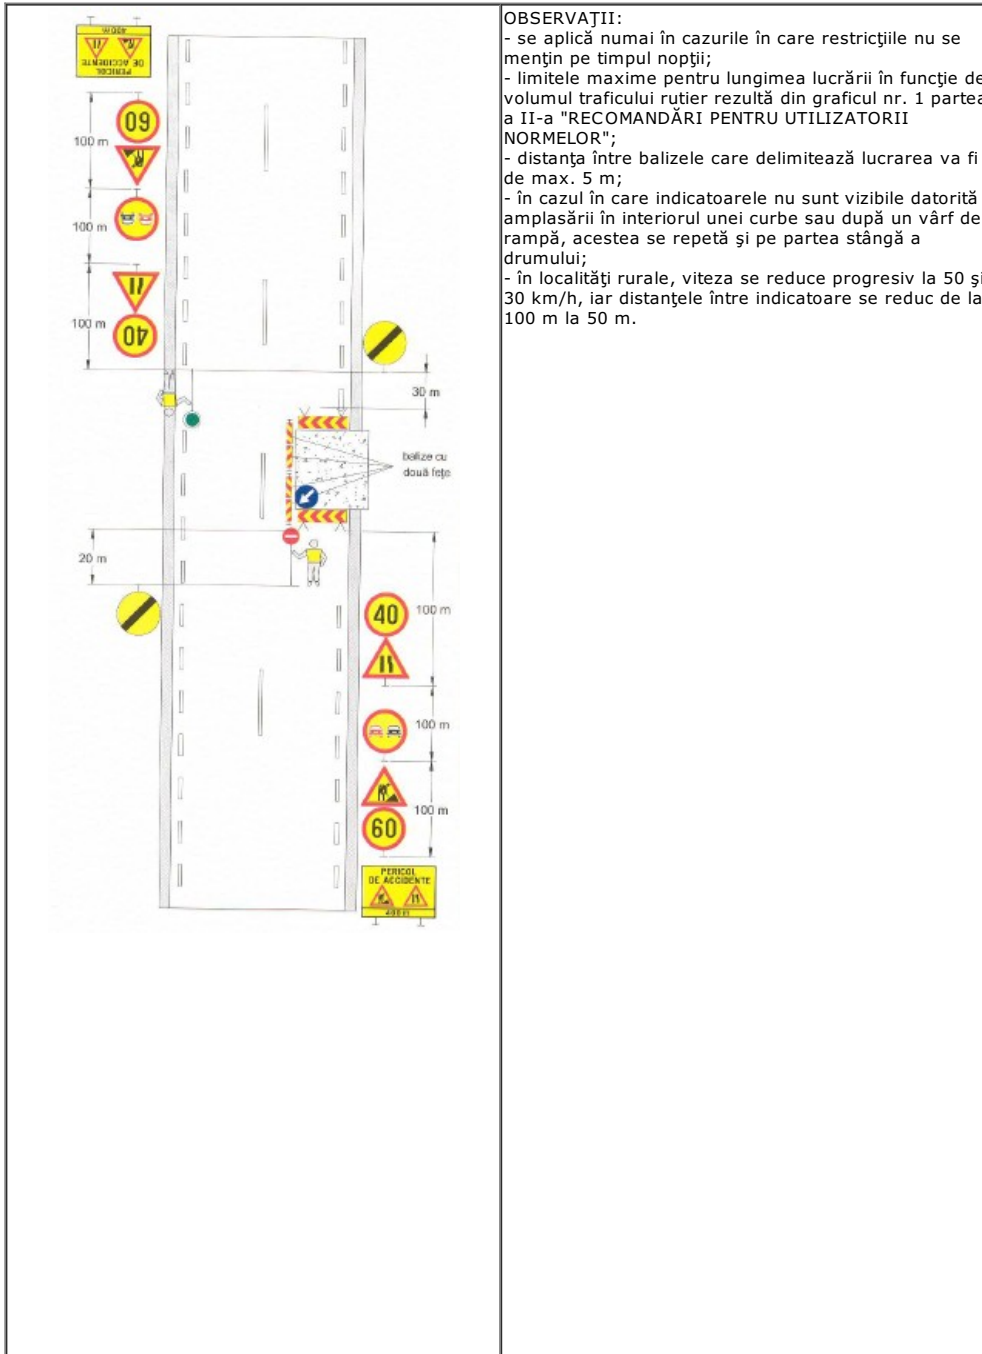 400 m
PERICOL
DE ACCIDENTE
60
100 m
100 m
40
100 m
30 m
balize cu
două fețe
20 m
40
100 m
100 m
60
100 m
PERICOL
DE ACCIDENTE
400 m
OBSERVAŢII:
- se aplică numai în cazurile în care restricţiile nu se
menţin pe timpul nopţii;
- limitele maxime pentru lungimea lucrării în funcţie de
volumul traficului rutier rezultă din graficul nr. 1 partea
a II-a "RECOMANDĂRI PENTRU UTILIZATORII
NORMELOR";
- distanţa între balizele care delimitează lucrarea va fi
de max. 5 m;
- în cazul în care indicatoarele nu sunt vizibile datorită
amplasării în interiorul unei curbe sau după un vârf de
rampă, acestea se repetă şi pe partea stângă a
drumului;
- în localităţi rurale, viteza se reduce progresiv la 50 şi
30 km/h, iar distanţele între indicatoare se reduc de la
100 m la 50 m.